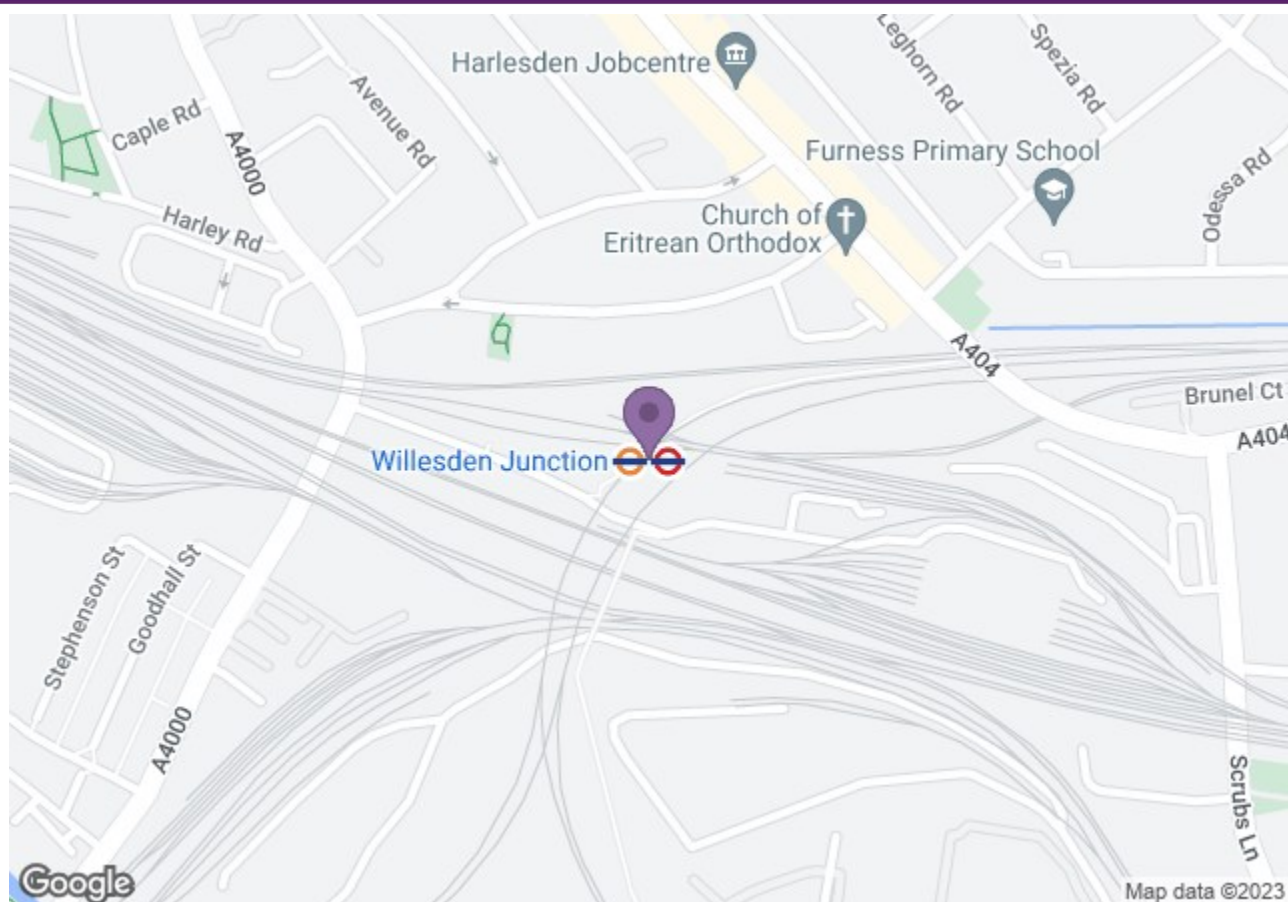 Harlesden Jobcentre
Leghorn Rd
Spezia Rd
Caple Rd
Avenue Rd
A4000
Furness Primary School
Odessa Rd
Harley Rd
Church of
Eritrean Orthodox
A404
Brunel Ct
A404
Willesden Junction
Stephenson St
Goodhall St
A4000
Scrubs Ln
Google
Map data ©2023